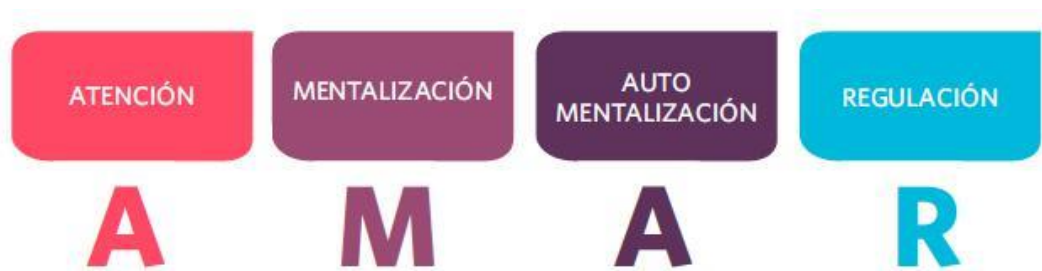 ATENCIÓN
MENTALIZACIÓN
AUTO
MENTALIZACIÓN
REGULACIÓN
A M A R